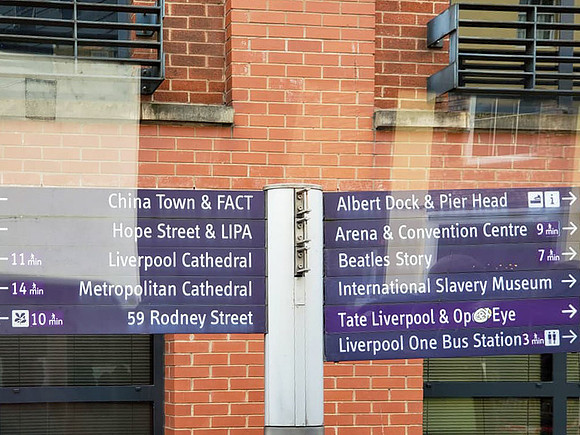 China Town & FACT
Hope Street & LIPA
11 min Liverpool Cathedral
14 min Metropolitan Cathedral
10 min 59 Rodney Street
Albert Dock & Pier Head i
Arena & Convention Centre 9 min
Beatles Story 7 min
International Slavery Museum
Tate Liverpool & Op Eye
Liverpool One Bus Station 3 min